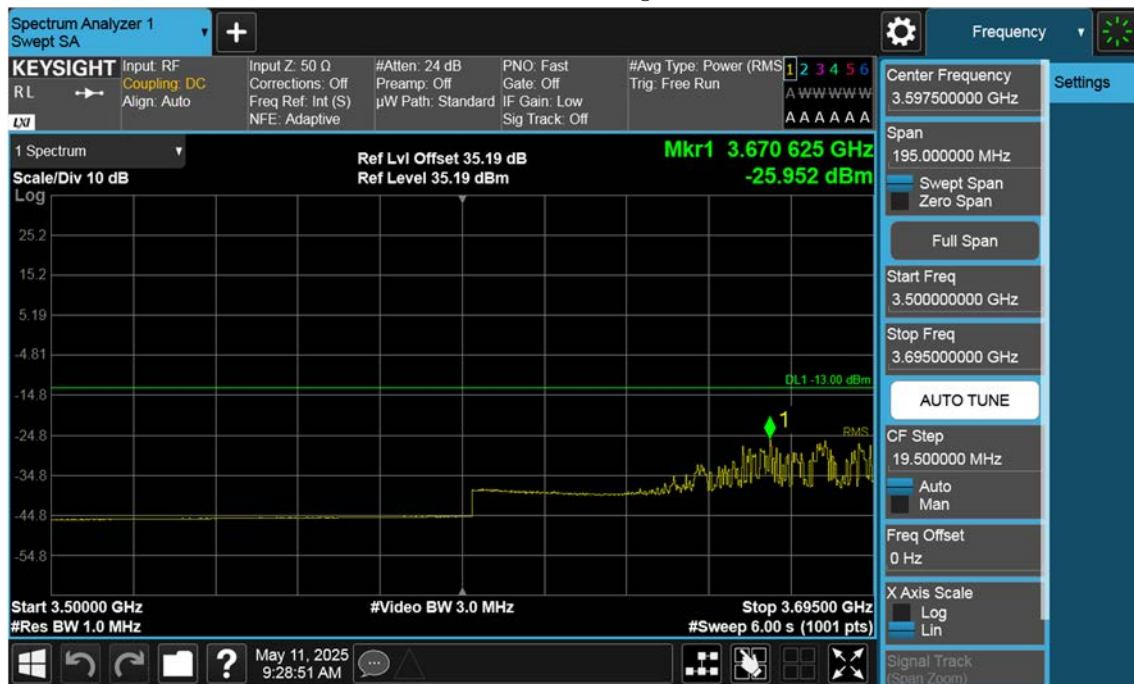 Spectrum Analyzer 1
Swept SA
+
Frequency
KEYSIGHT
RL
LXI
Input: RF
Coupling: DC
Align: Auto
Input Z: 50 Ω
Corrections: Off
Freq Ref: Int (S)
NFE: Adaptive
#Atten: 24 dB
Preamp: Off
µW Path: Standard
PNO: Fast
Gate: Off
IF Gain: Low
Sig Track: Off
#Avg Type: Power (RMS
Trig: Free Run
1 2 3 4 5 6
A W W W W W
A A A A A A
1 Spectrum
Scale/Div 10 dB
Ref Lvl Offset 35.19 dB
Ref Level 35.19 dBm
Mkr1 3.670 625 GHz
-25.952 dBm
Log
25.2
15.2
5.19
-4.81
-14.8
-24.8
-34.8
-44.8
-54.8
DL1 -13.00 dBm
1
RMS
Start 3.50000 GHz
#Res BW 1.0 MHz
#Video BW 3.0 MHz
Stop 3.69500 GHz
#Sweep 6.00 s (1001 pts)
Center Frequency
3.597500000 GHz
Span
195.000000 MHz
Swept Span
Zero Span
Full Span
Start Freq
3.500000000 GHz
Stop Freq
3.695000000 GHz
AUTO TUNE
CF Step
19.500000 MHz
Auto
Man
Freq Offset
0 Hz
X Axis Scale
Log
Lin
Signal Track
(Span Zoom)
Settings
?
May 11, 2025
9:28:51 AM